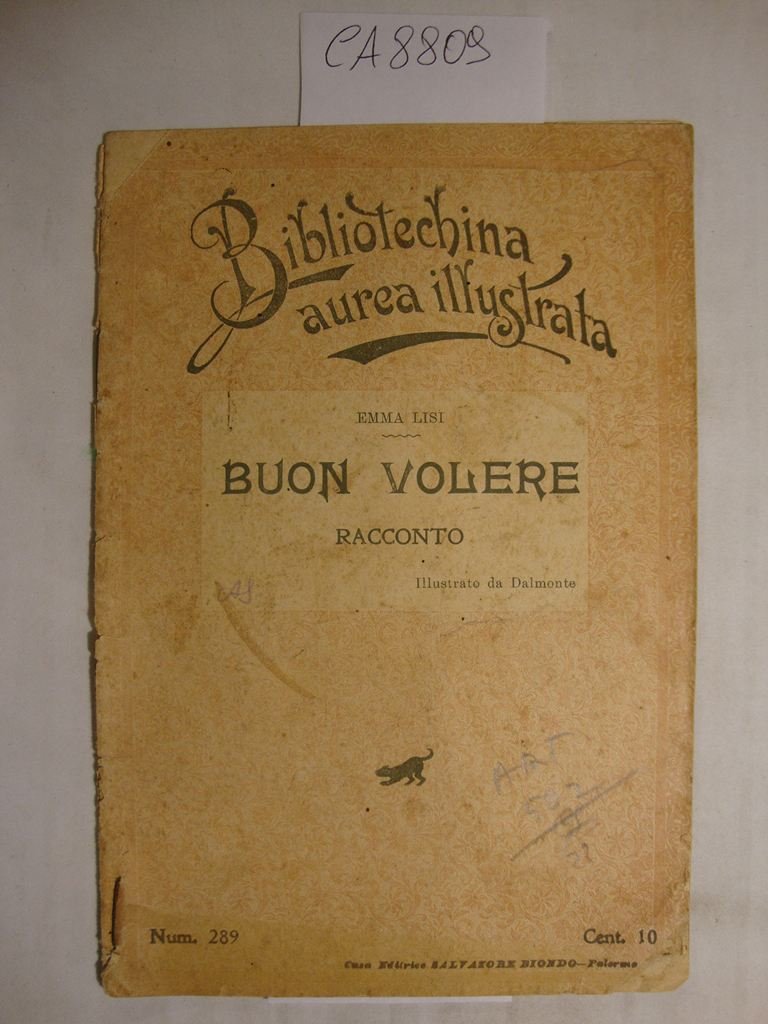 CA8809
Bibliotechina
aurea illustrata
EMMA LISI
BUON VOLERE
RACCONTO
Illustrato da Dalmonte
ART
Num. 289
Cent. 10
Casa Editrice SALVATORE BIONDO—Palermo